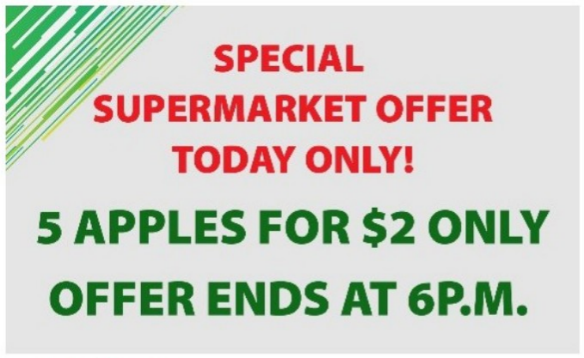 SPECIAL
SUPERMARKET OFFER
TODAY ONLY!
5 APPLES FOR $2 ONLY
OFFER ENDS AT 6P.M.